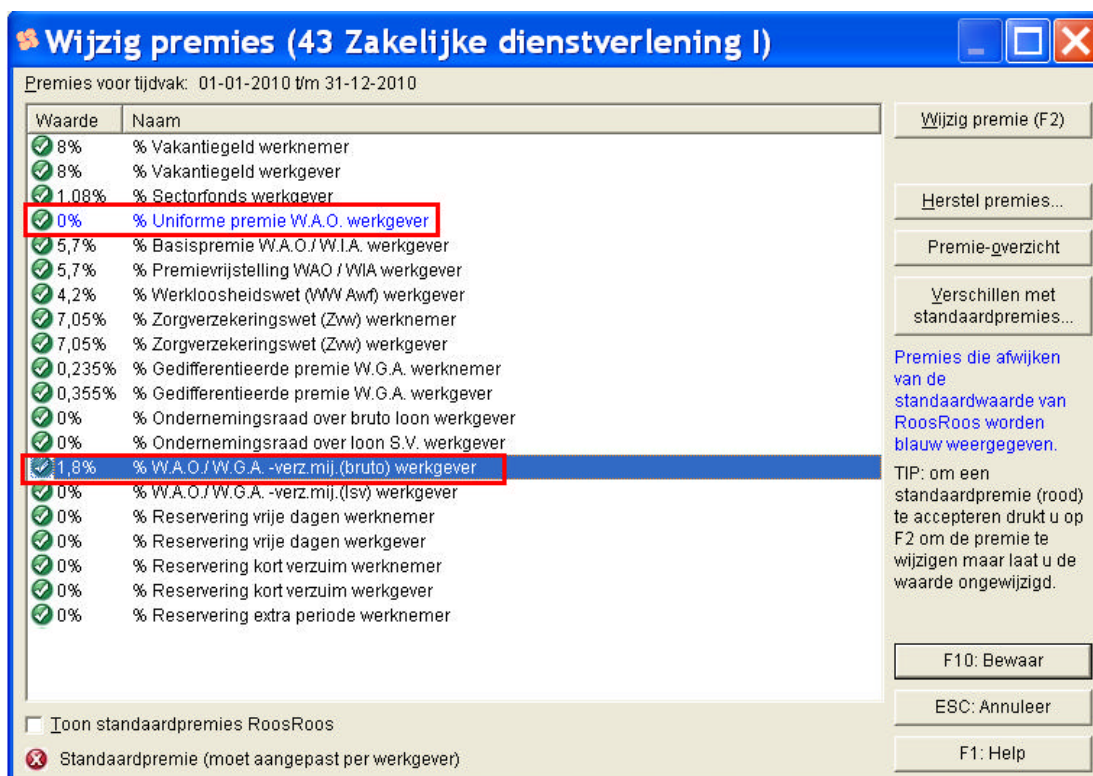 Wijzig premies (43 Zakelijke dienstverlening I)
Premies voor tijdvak: 01-01-2010 t/m 31-12-2010
Waarde Naam
8% % Vakantiegeld werknemer
8% % Vakantiegeld werkgever
1,08% % Sectorfonds werkgever
0% % Uniforme premie W.A.O. werkgever
5,7% % Basispremie W.A.O./ W.I.A. werkgever
5,7% % Premievrijstelling WAO / WIA werkgever
4,2% % Werkloosheidswet (WW Awf) werkgever
7,05% % Zorgverzekeringswet (Zvw) werknemer
7,05% % Zorgverzekeringswet (Zvw) werkgever
0,235% % Gedifferentieerde premie W.G.A. werknemer
0,355% % Gedifferentieerde premie W.G.A. werkgever
0% % Ondernemingsraad over bruto loon werkgever
0% % Ondernemingsraad over loon S.V. werkgever
1,8% % W.A.O./ W.G.A. -verz.mij.(bruto) werkgever
0% % W.A.O./ W.G.A. -verz.mij.(lsv) werkgever
0% % Reservering vrije dagen werknemer
0% % Reservering vrije dagen werkgever
0% % Reservering kort verzuim werknemer
0% % Reservering kort verzuim werkgever
0% % Reservering extra periode werknemer
Toon standaardpremies RoosRoos
Standaardpremie (moet aangepast per werkgever)
Wijzig premie (F2)
Herstel premies...
Premie-overzicht
Verschillen met
standaardpremies...
Premies die afwijken
van de
standaardwaarde van
RoosRoos worden
blauw weergegeven.
TIP: om een
standaardpremie (rood)
te accepteren drukt u op
F2 om de premie te
wijzigen maar laat u de
waarde ongewijzigd.
F10: Bewaar
ESC: Annuleer
F1: Help